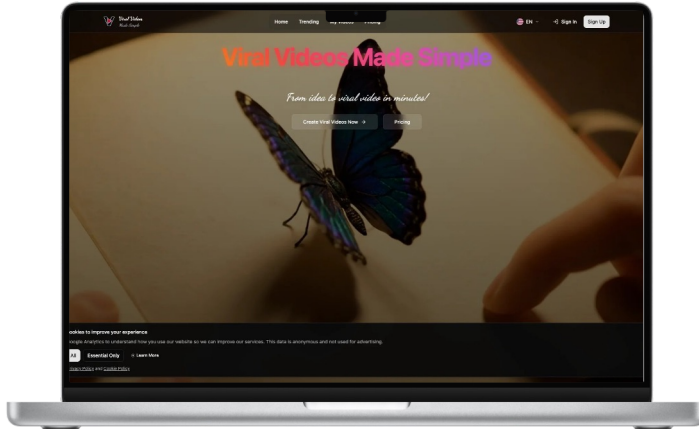 Viral Videos
Made Simple
Home Trending My Videos Pricing
EN Sign In Sign Up
Viral Videos Made Simple
From idea to viral video in minutes!
Create Viral Videos Now →
Pricing
ookies to improve your experience
oogle Analytics to understand how you use our website so we can improve our services. This data is anonymous and not used for advertising.
All Essential Only Learn More
ivacy Policy and Cookie Policy